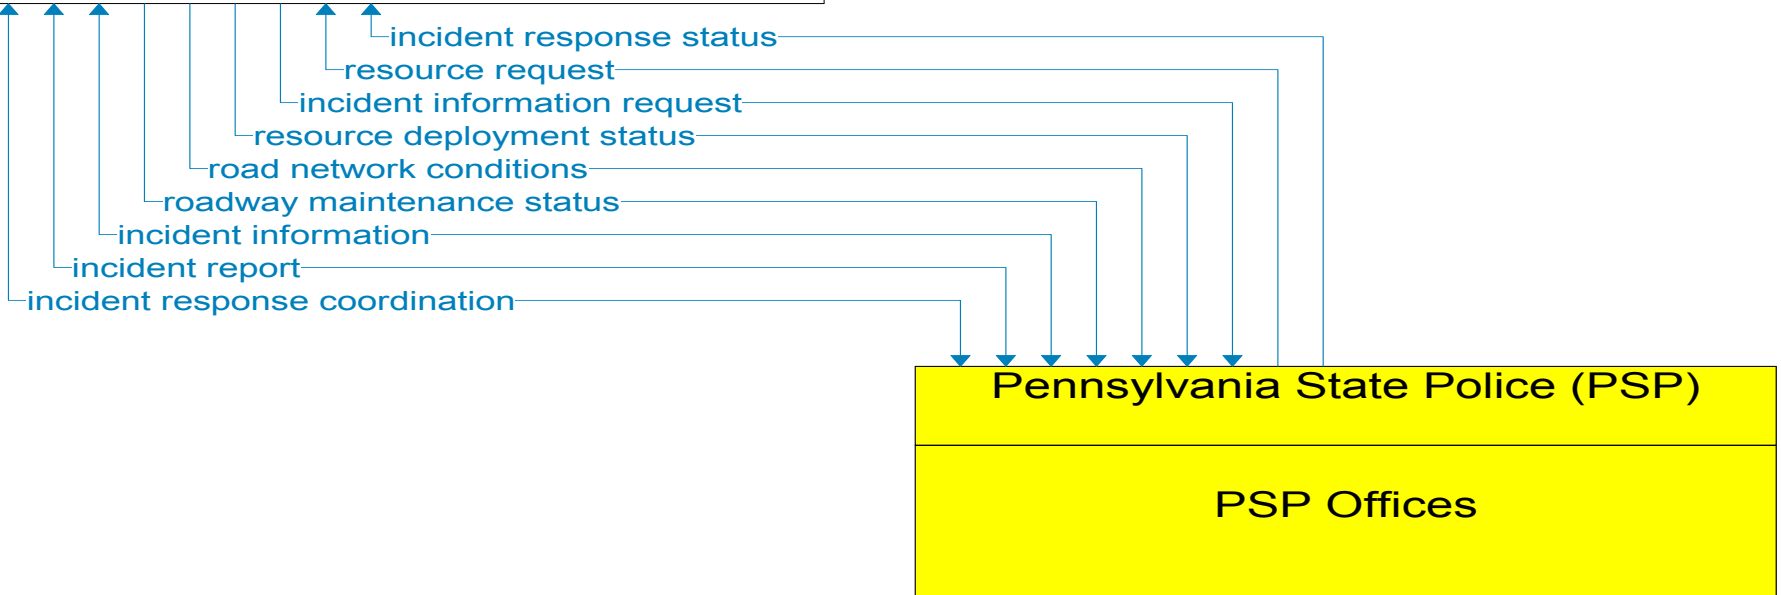 incident response status
resource request
incident information request
resource deployment status
road network conditions
roadway maintenance status
incident information
incident report
incident response coordination
Pennsylvania State Police (PSP)
PSP Offices